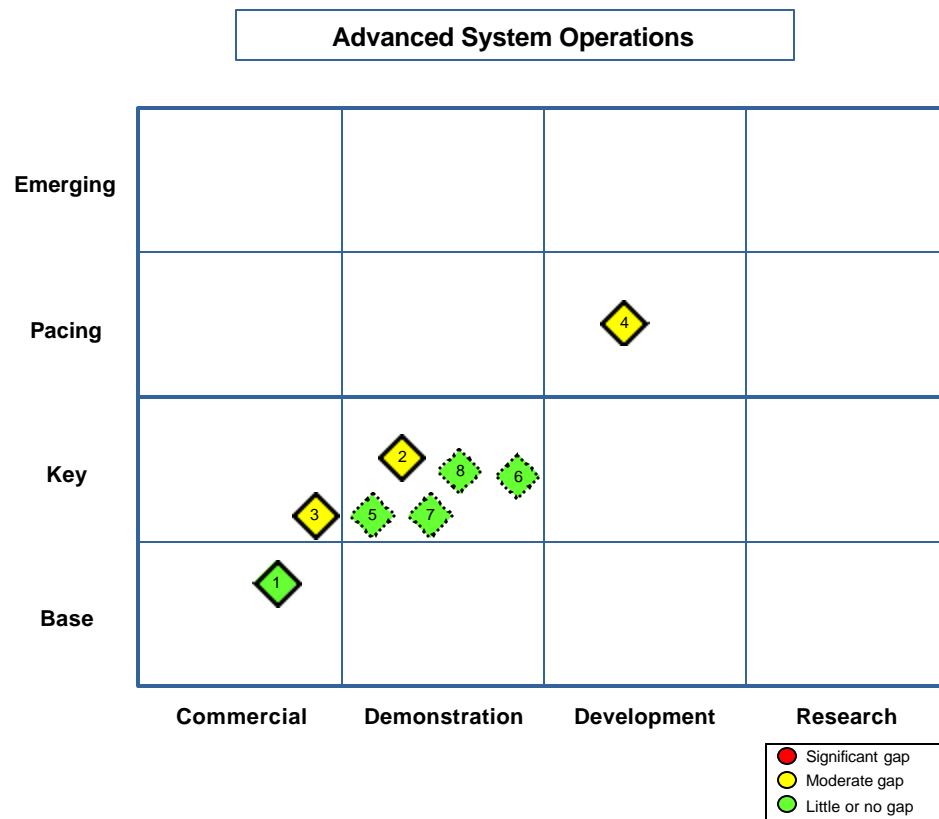 Advanced System Operations
Emerging
Pacing
4
Key
2
8
6
3
5
7
Base
1
Commercial
Demonstration
Development
Research
Significant gap
Moderate gap
Little or no gap